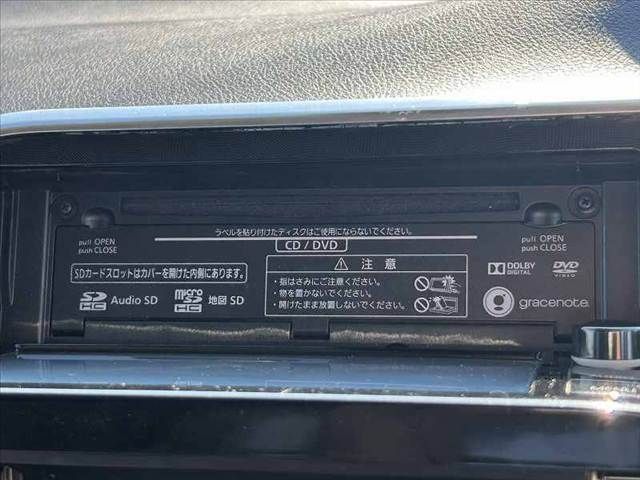 ラベルを貼り付けたディスクはご使用にならないでください。
pull OPEN
push CLOSE
CD / DVD
pull OPEN
push CLOSE
SDカードスロットはカバーを開けた内側にあります。
注 意
・指はさみにご注意ください。
・物を置かないでください。
・開けたまま放置しないでください。
DOLBY
DIGITAL
DVD
VIDEO
SD HC Audio SD
micro SD HC 地図 SD
gracenote